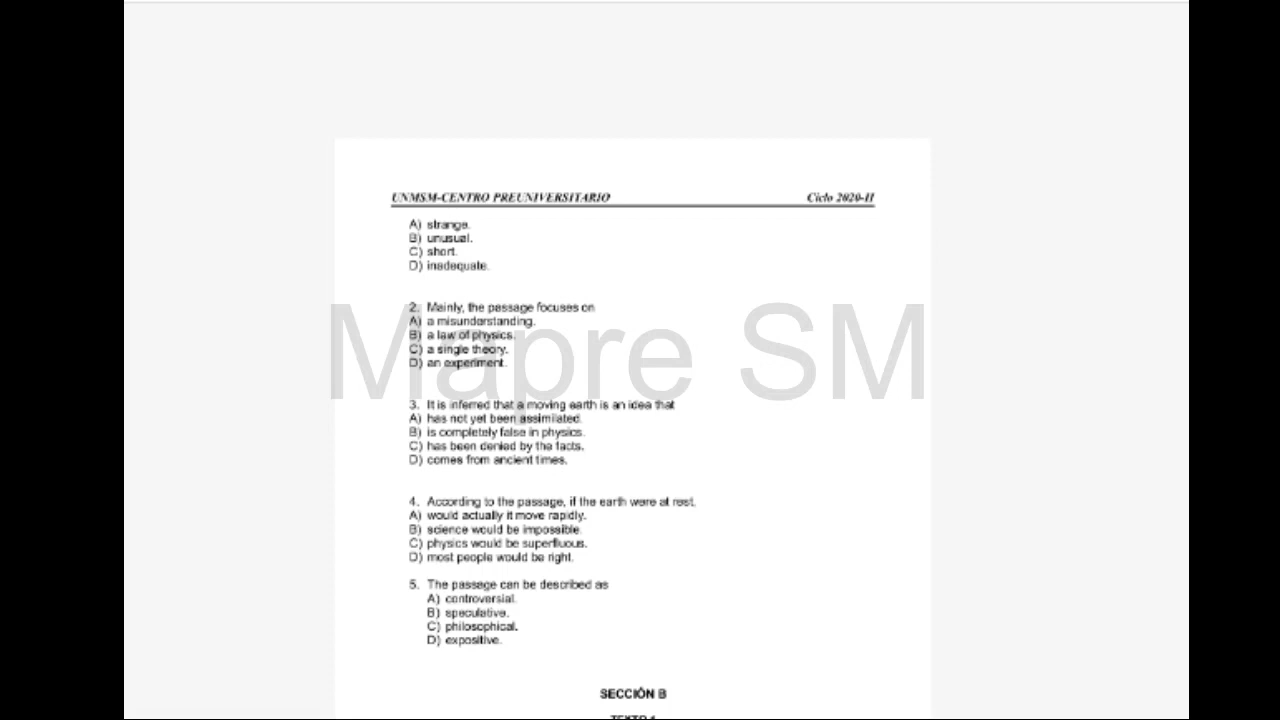 UNMSM-CENTRO PREUNIVERSITARIO Ciclo 2020-II
A) strange.
B) unusual.
C) short.
D) inadequate.
2. Mainly, the passage focuses on
A) a misunderstanding.
B) a law of physics.
C) a single theory.
D) an experiment.
Mapre SM
3. It is inferred that a moving earth is an idea that
A) has not yet been assimilated.
B) is completely false in physics.
C) has been denied by the facts.
D) comes from ancient times.
4. According to the passage, if the earth were at rest,
A) would actually it move rapidly.
B) science would be impossible.
C) physics would be superfluous.
D) most people would be right.
5. The passage can be described as
A) controversial.
B) speculative.
C) philosophical.
D) expositive.
SECCIÓN B